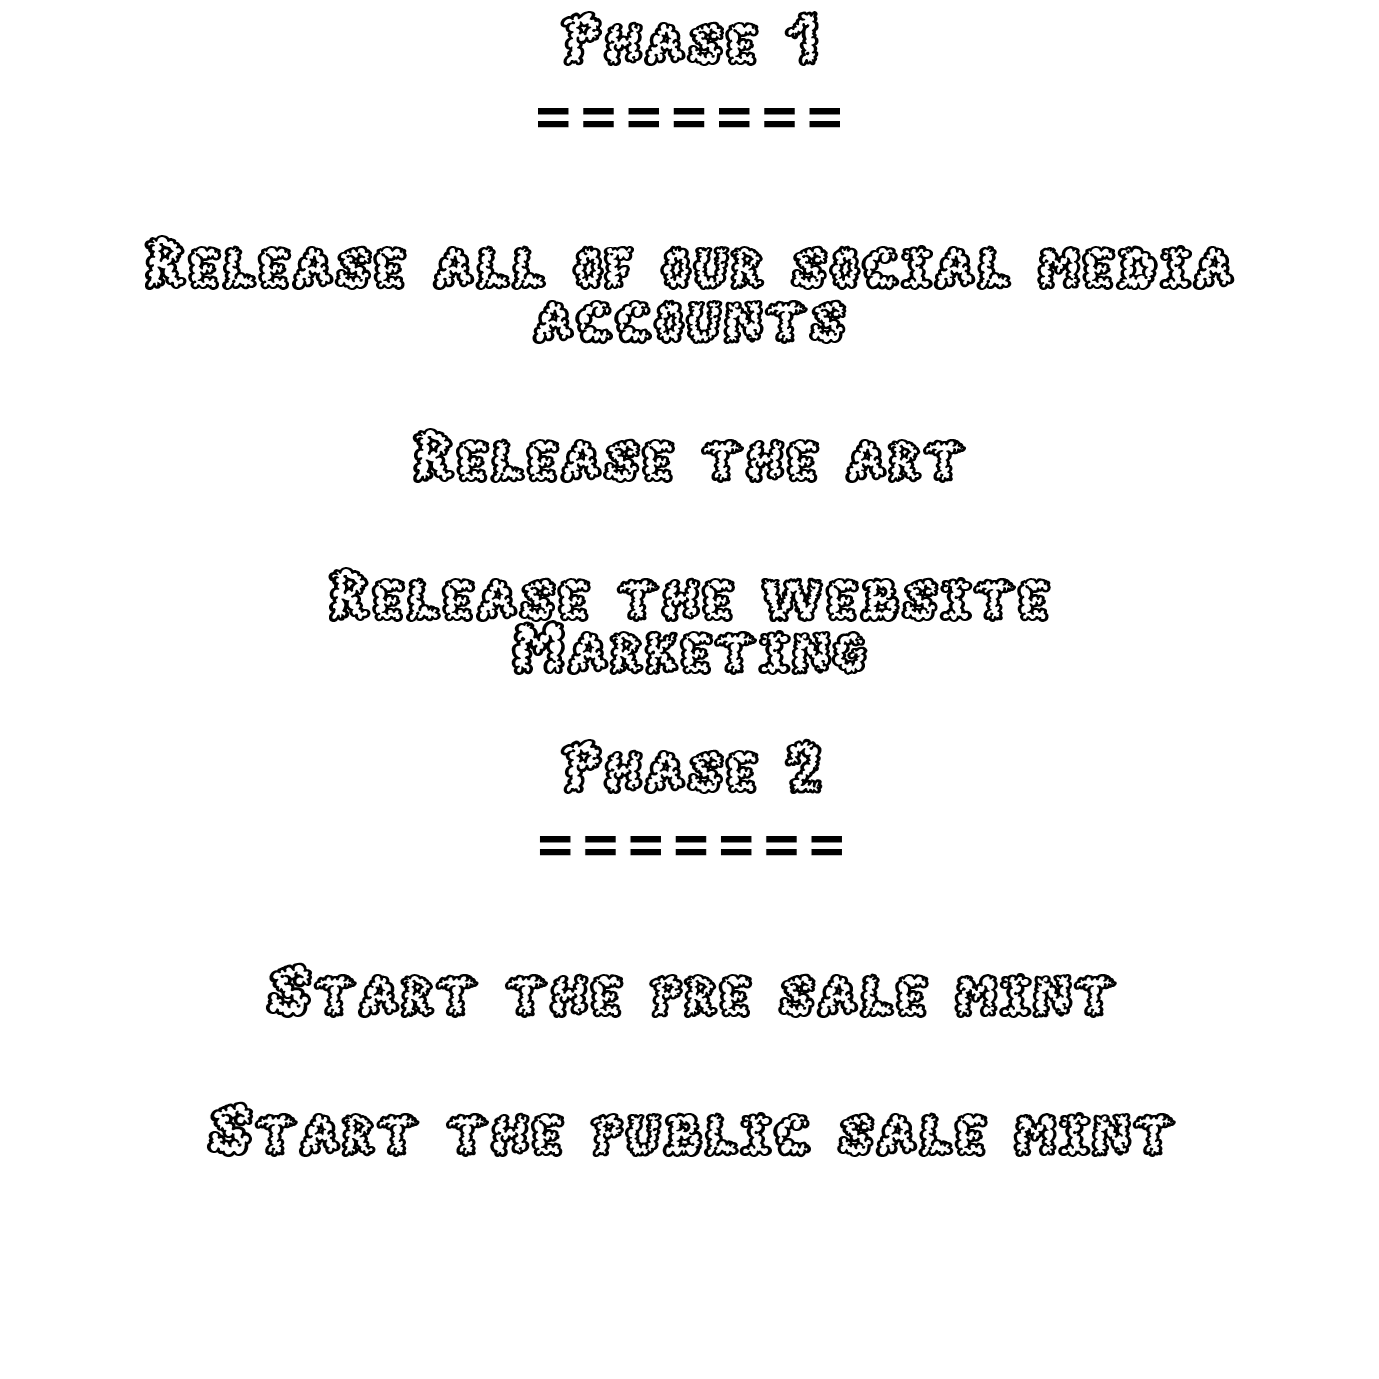 Phase 1
=======
Release all of our social media
accounts
Release the art
Release the website
Marketing
Phase 2
=======
Start the pre sale mint
Start the public sale mint